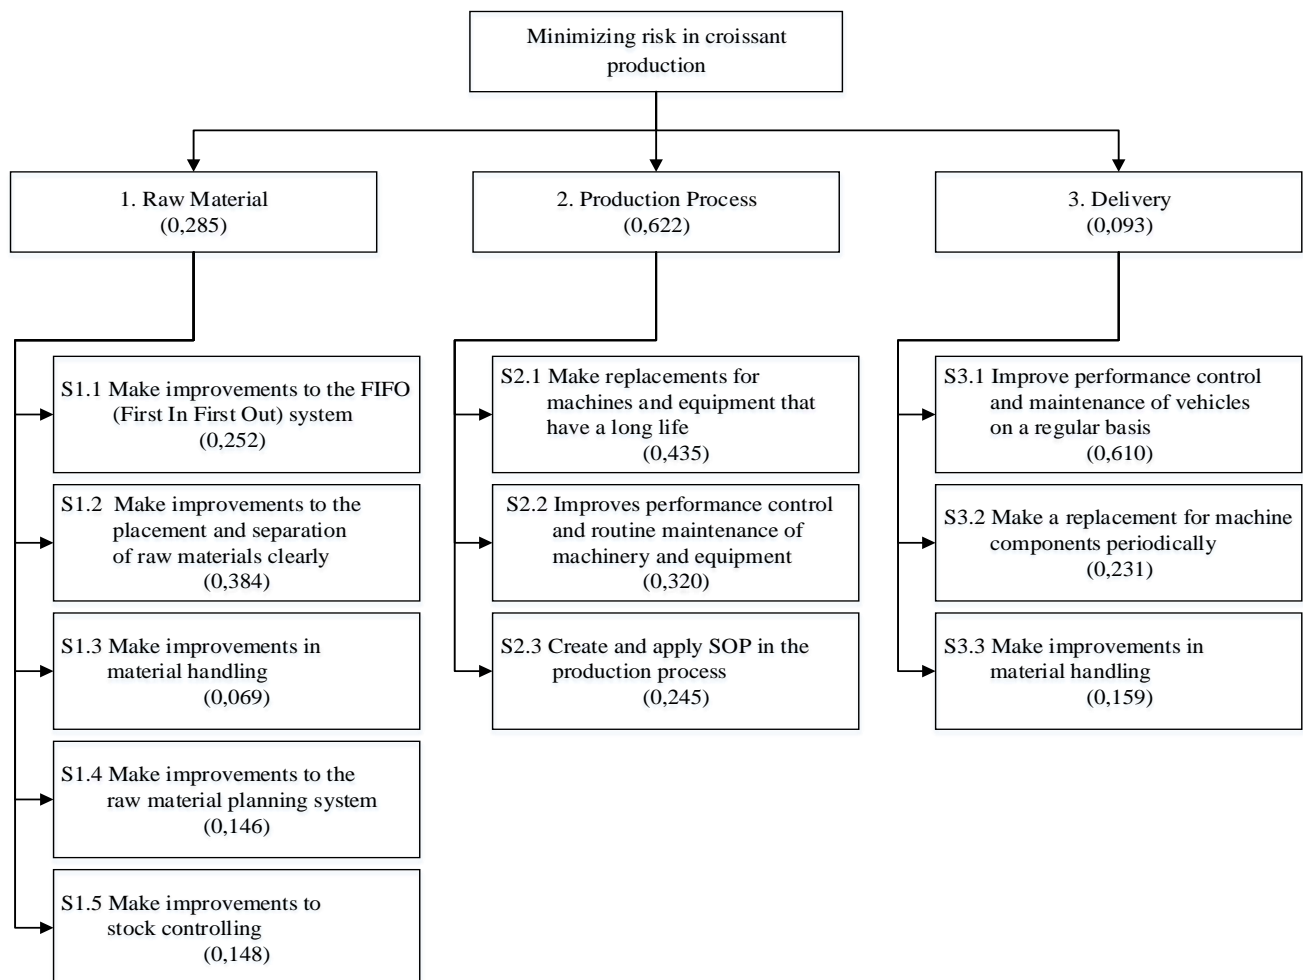 Minimizing risk in croissant
production
1. Raw Material
(0,285)
2. Production Process
(0,622)
3. Delivery
(0,093)
S1.1 Make improvements to the FIFO
(First In First Out) system
(0,252)
S1.2 Make improvements to the
placement and separation
of raw materials clearly
(0,384)
S1.3 Make improvements in
material handling
(0,069)
S1.4 Make improvements to the
raw material planning system
(0,146)
S1.5 Make improvements to
stock controlling
(0,148)
S2.1 Make replacements for
machines and equipment that
have a long life
(0,435)
S2.2 Improves performance control
and routine maintenance of
machinery and equipment
(0,320)
S2.3 Create and apply SOP in the
production process
(0,245)
S3.1 Improve performance control
and maintenance of vehicles
on a regular basis
(0,610)
S3.2 Make a replacement for machine
components periodically
(0,231)
S3.3 Make improvements in
material handling
(0,159)